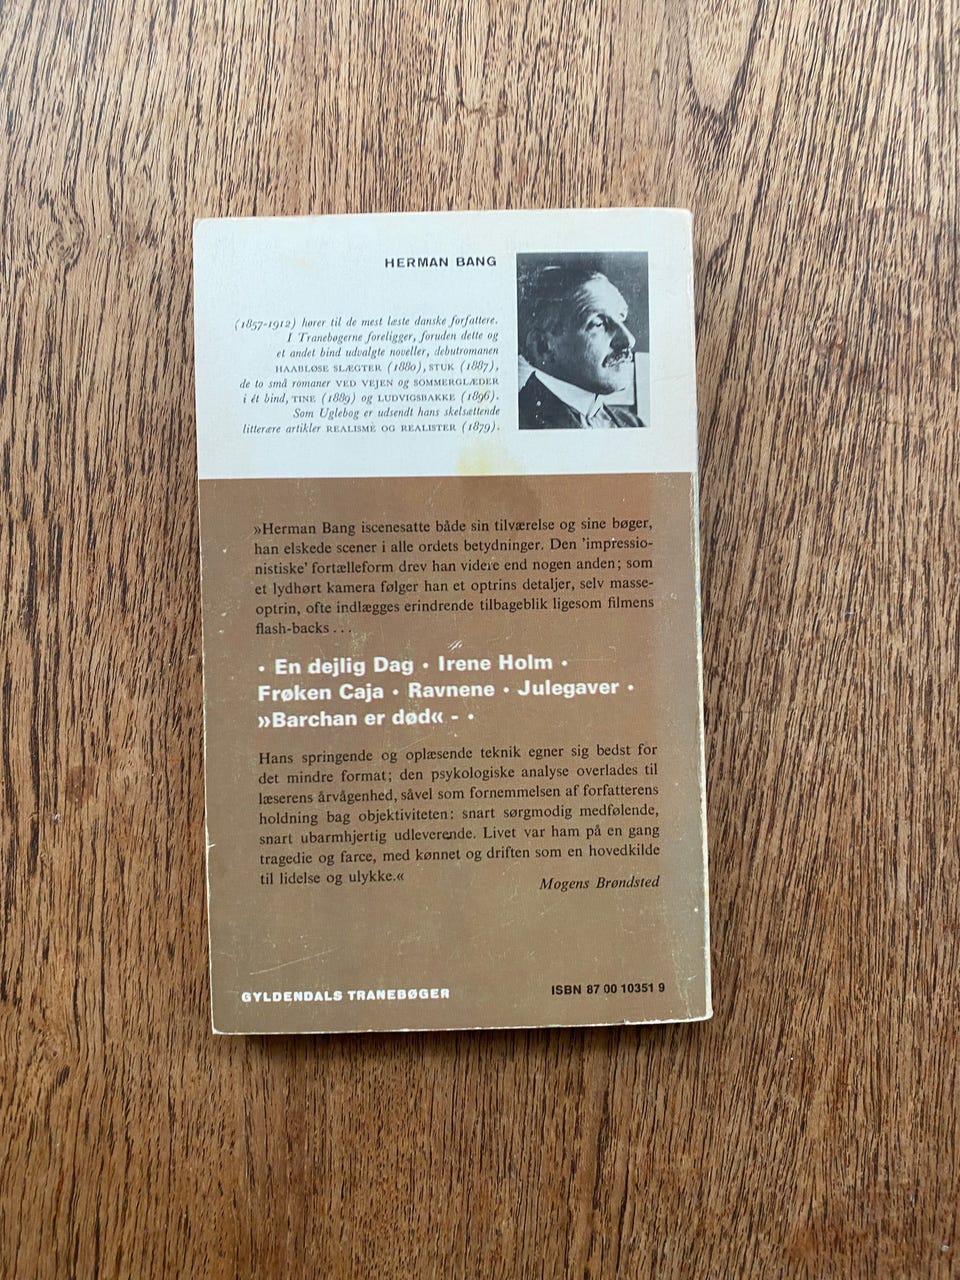 HERMAN BANG
(1857-1912) hører til de mest læste danske forfattere.
I Tranebøgerne foreligger, foruden dette og
et andet bind udvalgte noveller, debutromanen
HAABLØSE SLÆGTER (1880), STUK (1887),
de to små romaner VED VEJEN og SOMMERGLÆDER
i ét bind, TINE (1889) og LUDVIGSBAKKE (1896).
Som Uglebog er udsendt hans skelsættende
litterære artikler REALISME OG REALISTER (1879).
»Herman Bang iscenesatte både sin tilværelse og sine bøger,
han elskede scener i alle ordets betydninger. Den 'impressio-
nistiske' fortælleform drev han videre end nogen anden; som
et lydhørt kamera følger han et optrins detaljer, selv masse-
optrin, ofte indlægges erindrende tilbageblik ligesom filmens
flash-backs . . .
• En dejlig Dag • Irene Holm •
Frøken Caja • Ravnene • Julegaver •
»Barchan er død« - •
Hans springende og oplæsende teknik egner sig bedst for
det mindre format; den psykologiske analyse overlades til
læserens årvågenhed, såvel som fornemmelsen af forfatterens
holdning bag objektiviteten: snart sørgmodig medfølende,
snart ubarmhjertig udleverende. Livet var ham på en gang
tragedie og farce, med kønnet og driften som en hovedkilde
til lidelse og ulykke.«
Mogens Brøndsted
GYLDENDALS TRANEBØGER
ISBN 87 00 10351 9